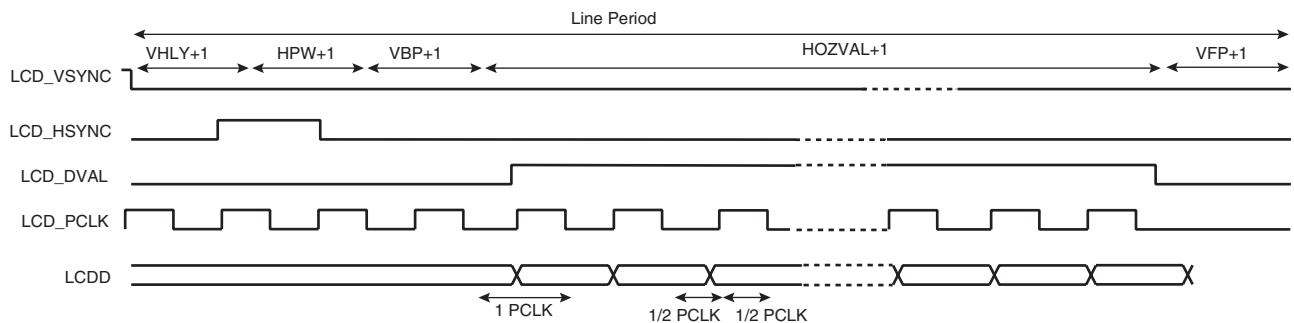 Line Period
VHLY+1 HPW+1 VBP+1 HOZVAL+1 VFP+1
LCD_VSYNC
LCD_HSYNC
LCD_DVAL
LCD_PCLK
LCDD
1 PCLK 1/2 PCLK 1/2 PCLK